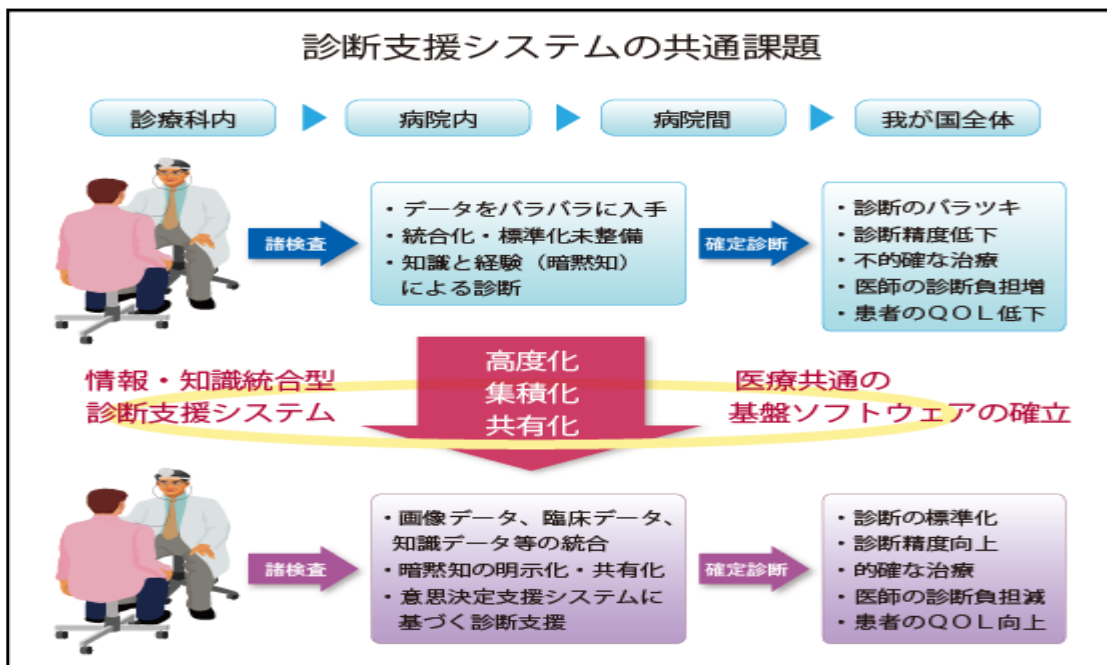 診断支援システムの共通課題
診療科内
病院内
病院間
我が国全体
諸検査
・データをバラバラに入手
・統合化・標準化未整備
・知識と経験（暗黙知）
による診断
確定診断
・診断のバラツキ
・診断精度低下
・不的確な治療
・医師の診断負担増
・患者のＱＯＬ低下
情報・知識統合型
診断支援システム
高度化
集積化
共有化
医療共通の
基盤ソフトウェアの確立
諸検査
・画像データ、臨床データ、
知識データ等の統合
・暗黙知の明示化・共有化
・意思決定支援システムに
基づく診断支援
確定診断
・診断の標準化
・診断精度向上
・的確な治療
・医師の診断負担減
・患者のＱＯＬ向上